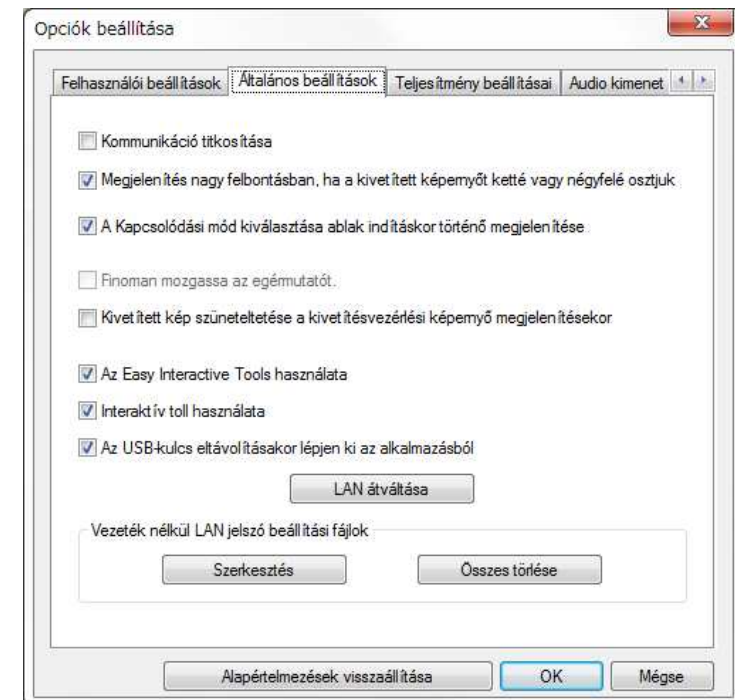 Opciók beállítása
Felhasználói beállítások Általános beállítások Teljesítmény beállításai Audio kimenet
Kommunikáció titkosítása
Megjelenítés nagy felbontásban, ha a kivetített képernyőt ketté vagy négyfelé osztjuk
A Kapcsolódási mód kiválasztása ablak indításkor történő megjelenítése
Finoman mozgassa az egérmutatót.
Kivetített kép szüneteltetése a kivetítésvezérlési képernyő megjelenítésekor
Az Easy Interactive Tools használata
Interaktív toll használata
Az USB-kulcs eltávolításakor lépjen ki az alkalmazásból
LAN átváltása
Vezeték nélkül LAN jelszó beállítási fájlok
Szerkesztés Összes törlése
Alapértelmezések visszaállítása OK Mégse